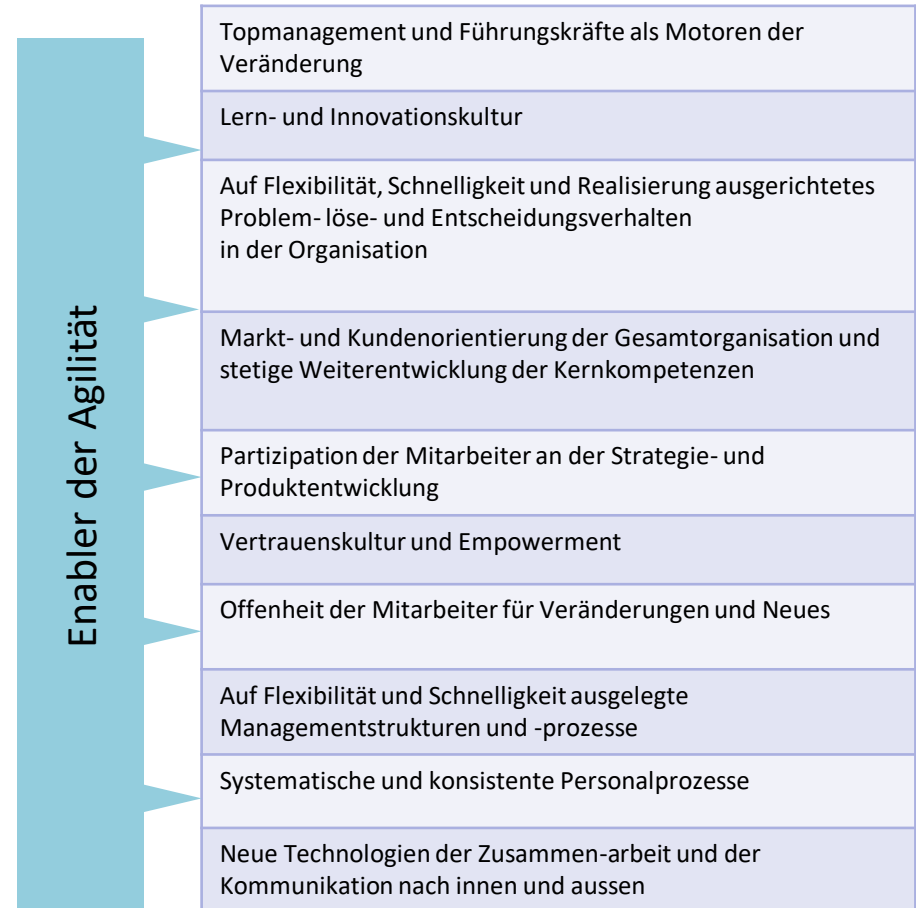 Enabler der Agilität
Topmanagement und Führungskräfte als Motoren der
Veränderung
Lern- und Innovationskultur
Auf Flexibilität, Schnelligkeit und Realisierung ausgerichtetes
Problem- löse- und Entscheidungsverhalten
in der Organisation
Markt- und Kundenorientierung der Gesamtorganisation und
stetige Weiterentwicklung der Kernkompetenzen
Partizipation der Mitarbeiter an der Strategie- und
Produktentwicklung
Vertrauenskultur und Empowerment
Offenheit der Mitarbeiter für Veränderungen und Neues
Auf Flexibilität und Schnelligkeit ausgelegte
Managementstrukturen und -prozesse
Systematische und konsistente Personalprozesse
Neue Technologien der Zusammen-arbeit und der
Kommunikation nach innen und aussen